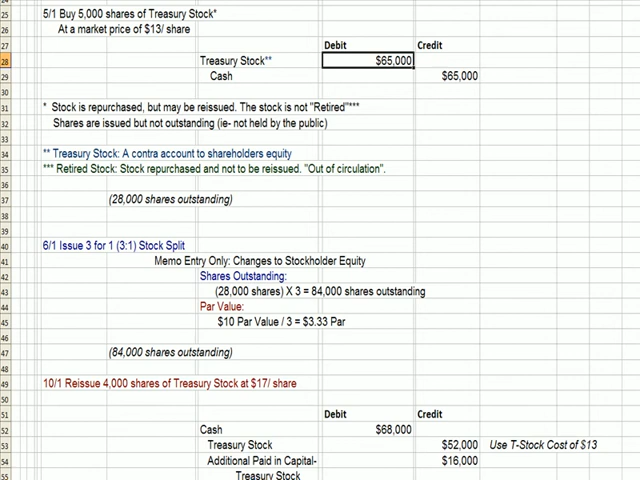 24
25 5/1 Buy 5,000 shares of Treasury Stock*
26 At a market price of $13/ share
27 Debit Credit
28 Treasury Stock** $65,000
29 Cash $65,000
30
31 * Stock is repurchased, but may be reissued. The stock is not "Retired"***
32 Shares are issued but not outstanding (ie- not held by the public)
33
34 ** Treasury Stock: A contra account to shareholders equity
35 *** Retired Stock: Stock repurchased and not to be reissued. "Out of circulation".
36
37 (28,000 shares outstanding)
38
39
40 6/1 Issue 3 for 1 (3:1) Stock Split
41 Memo Entry Only: Changes to Stockholder Equity
42 Shares Outstanding:
43 (28,000 shares) X 3 = 84,000 shares outstanding
44 Par Value:
45 $10 Par Value / 3 = $3.33 Par
46
47 (84,000 shares outstanding)
48
49 10/1 Reissue 4,000 shares of Treasury Stock at $17/ share
50
51 Debit Credit
52 Cash $68,000
53 Treasury Stock $52,000 Use T-Stock Cost of $13
54 Additional Paid in Capital- $16,000
55 Treasury Stock